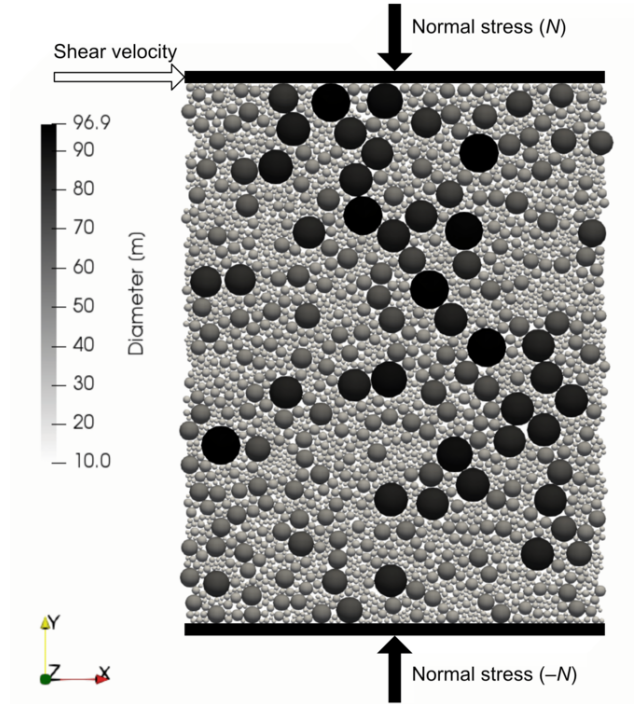 Normal stress (N)
Shear velocity
96.9
90
80
70
60
50
40
30
20
10.0
Diameter (m)
Y
Z
X
Normal stress (–N)